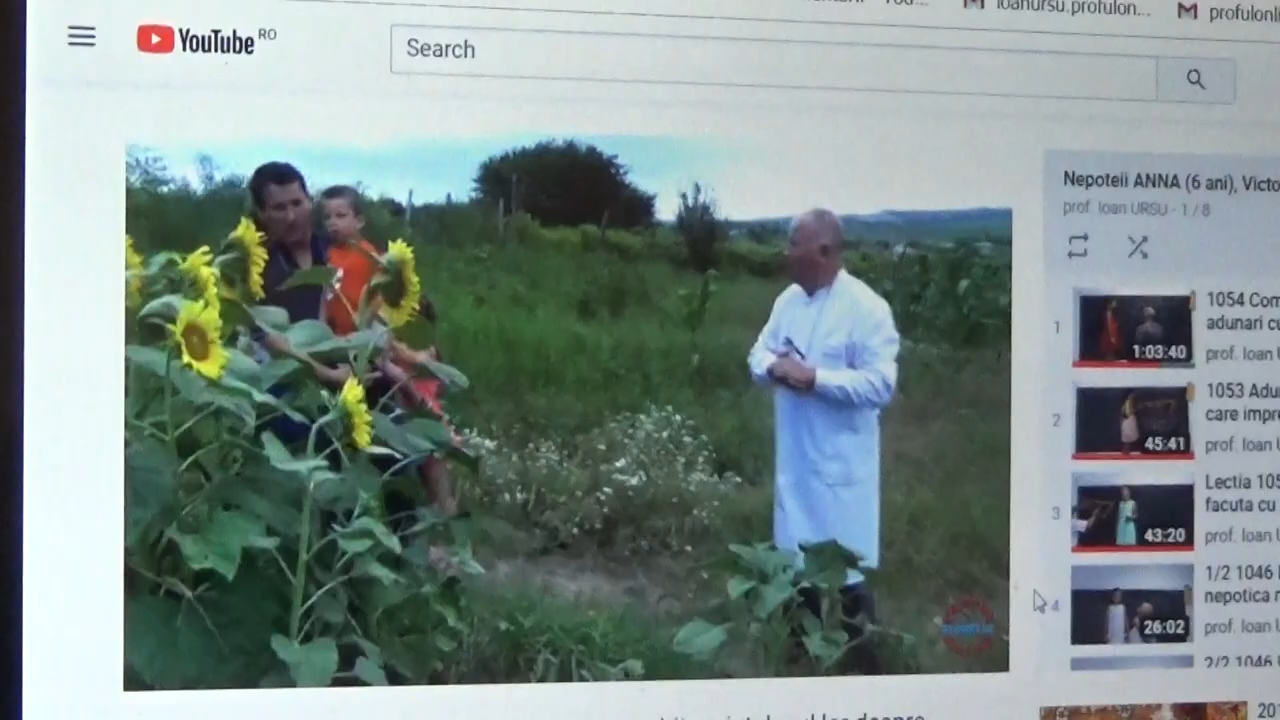 ioanursu.profulon...
profulonli
YouTube RO
Search
Nepoteii ANNA (6 ani), Victo
prof. Ioan URSU - 1 / 8
1
1:03:40
1054 Com
adunari cu
prof. Ioan U
2
45:41
1053 Adu
care impre
prof. Ioan U
3
43:20
Lectia 105
facuta cu
prof. Ioan U
4
26:02
1/2 1046
nepotica
prof. Ioan U
2/2 1046
20